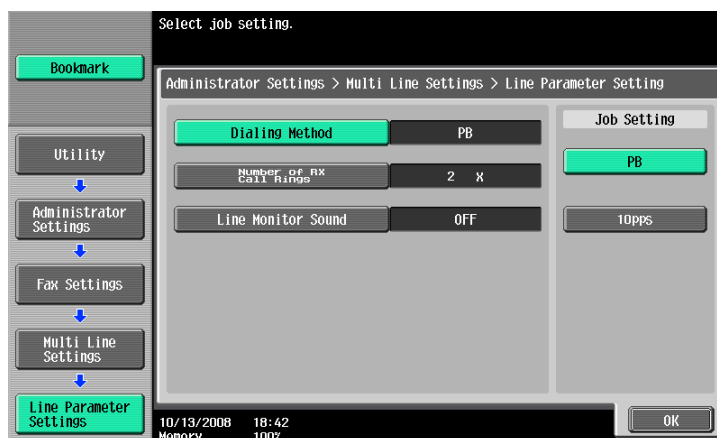 Select job setting.
Bookmark
Administrator Settings > Multi Line Settings > Line Parameter Setting
Utility
Administrator
Settings
Fax Settings
Multi Line
Settings
Line Parameter
Settings
Dialing Method
PB
Number of RX
Call Rings
2 X
Line Monitor Sound
OFF
Job Setting
PB
10pps
10/13/2008 18:42
Memory 100%
OK